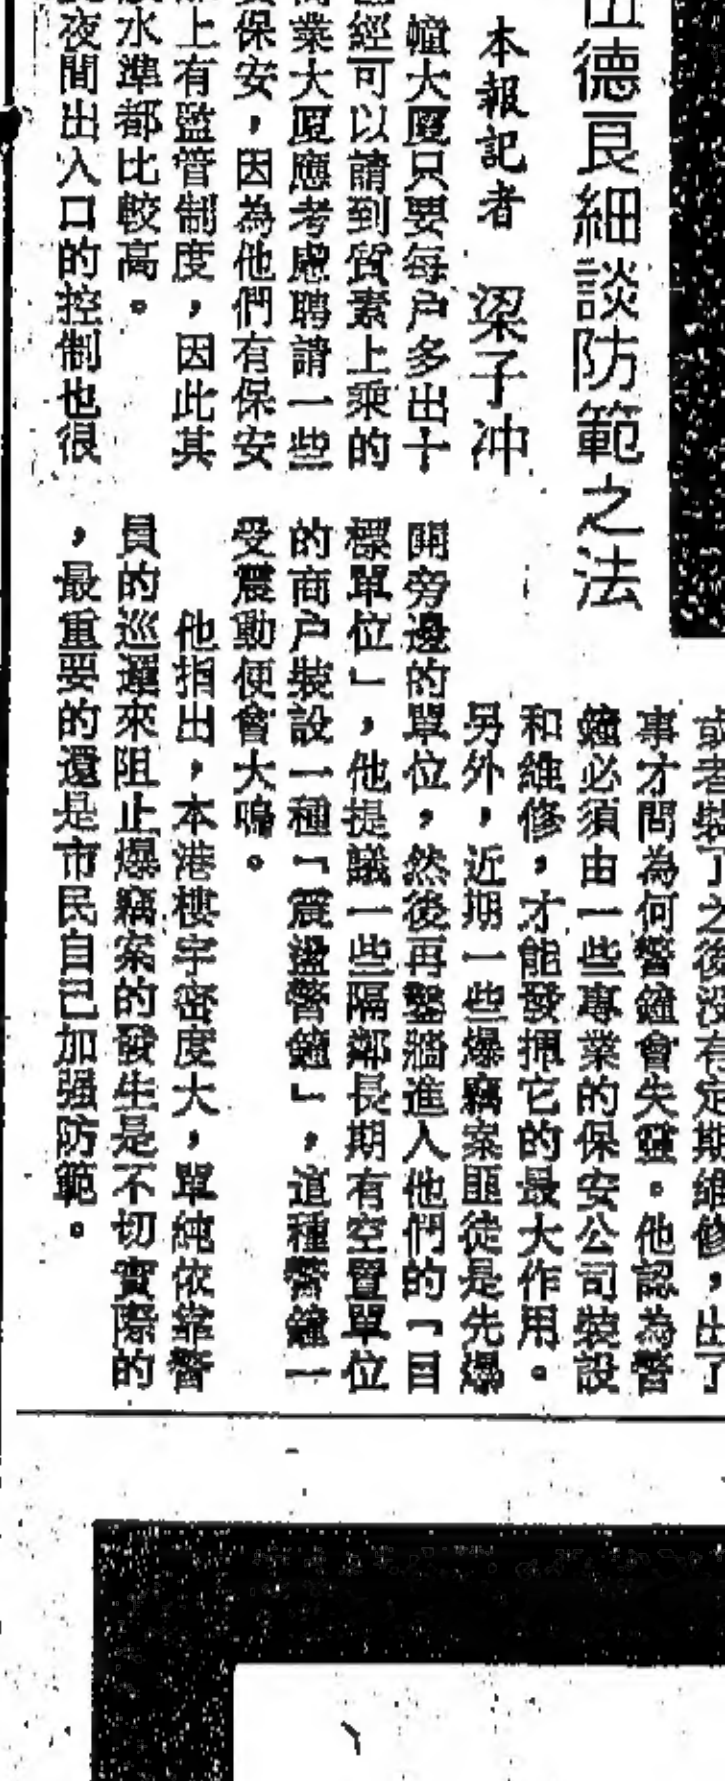 伍德良細談防範之法
本報記者 梁子冲
幢大厦只要每户多出十
經可以請到質素上乘的
業大厦應考慮聘請一些
保安，因為他們有保安
上有監管制度，因此其
水準都比較高。
夜間出入口的控制也很
或者裝了之後没有定期維修，出了
事才問為何警鐘會失靈。他認為警
鐘必須由一些專業的保安公司裝設
和維修，才能發揮它的最大作用。
另外，近期一些爆竊案匪徒是先爆
開旁邊的單位，然後再鑿牆進入他們的「目
標單位」，他提議一些隔鄰長期有空置單位
的商户裝設一種「震盪警鐘」，這種警鐘一
受震動便會大鳴。
他指出，本港樓宇密度大，單純依靠警
員的巡邏來阻止爆竊案的發生是不切實際的
，最重要的還是市民自己加强防範。